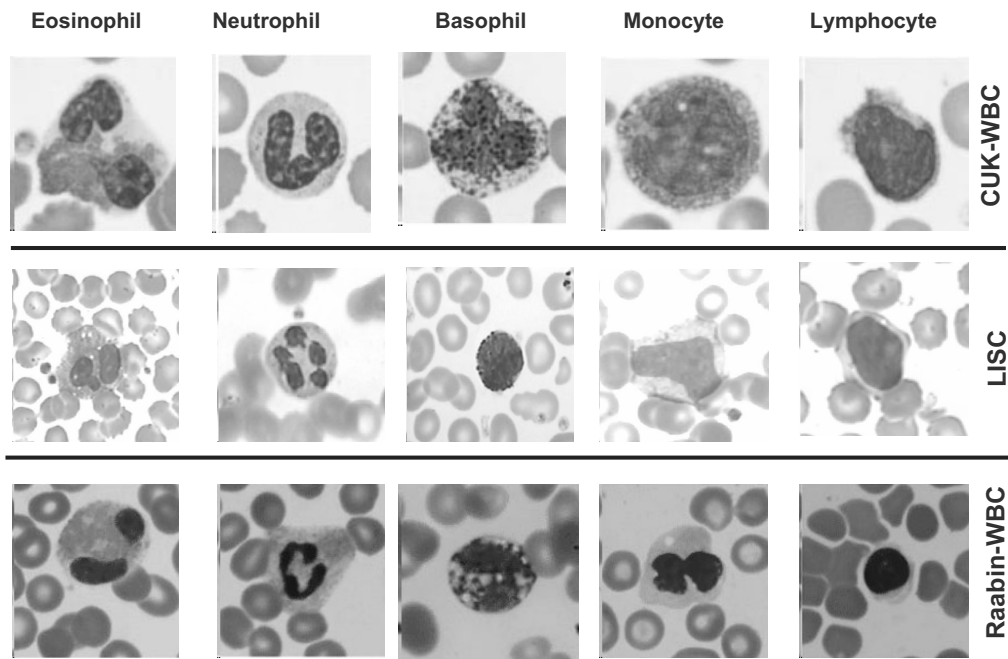 Eosinophil Neutrophil Basophil Monocyte Lymphocyte
CUK-WBC
LISC
Raabin-WBC